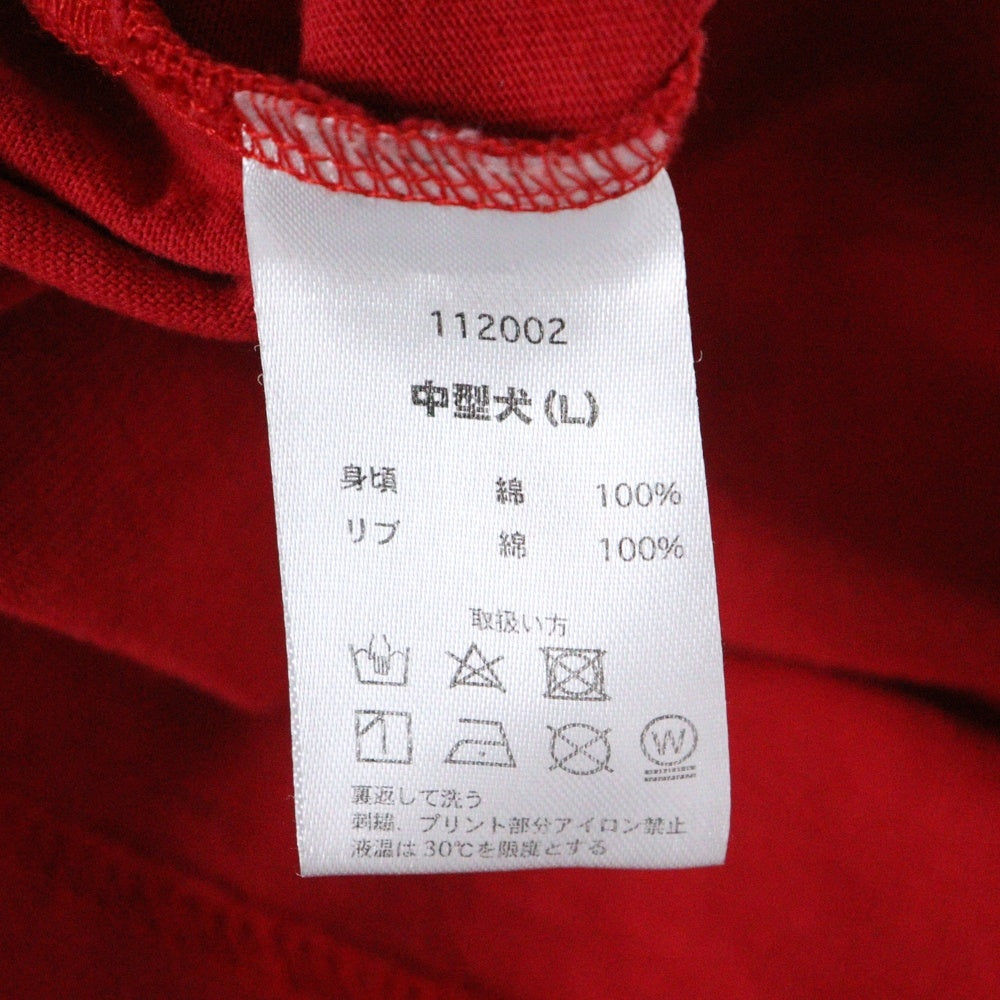 112002
中型犬(L)
身頃 綿 100%
リブ 綿 100%
取扱い方
W
裏返して洗う
刺繍、プリント部分アイロン禁止
液温は30℃を限度とする